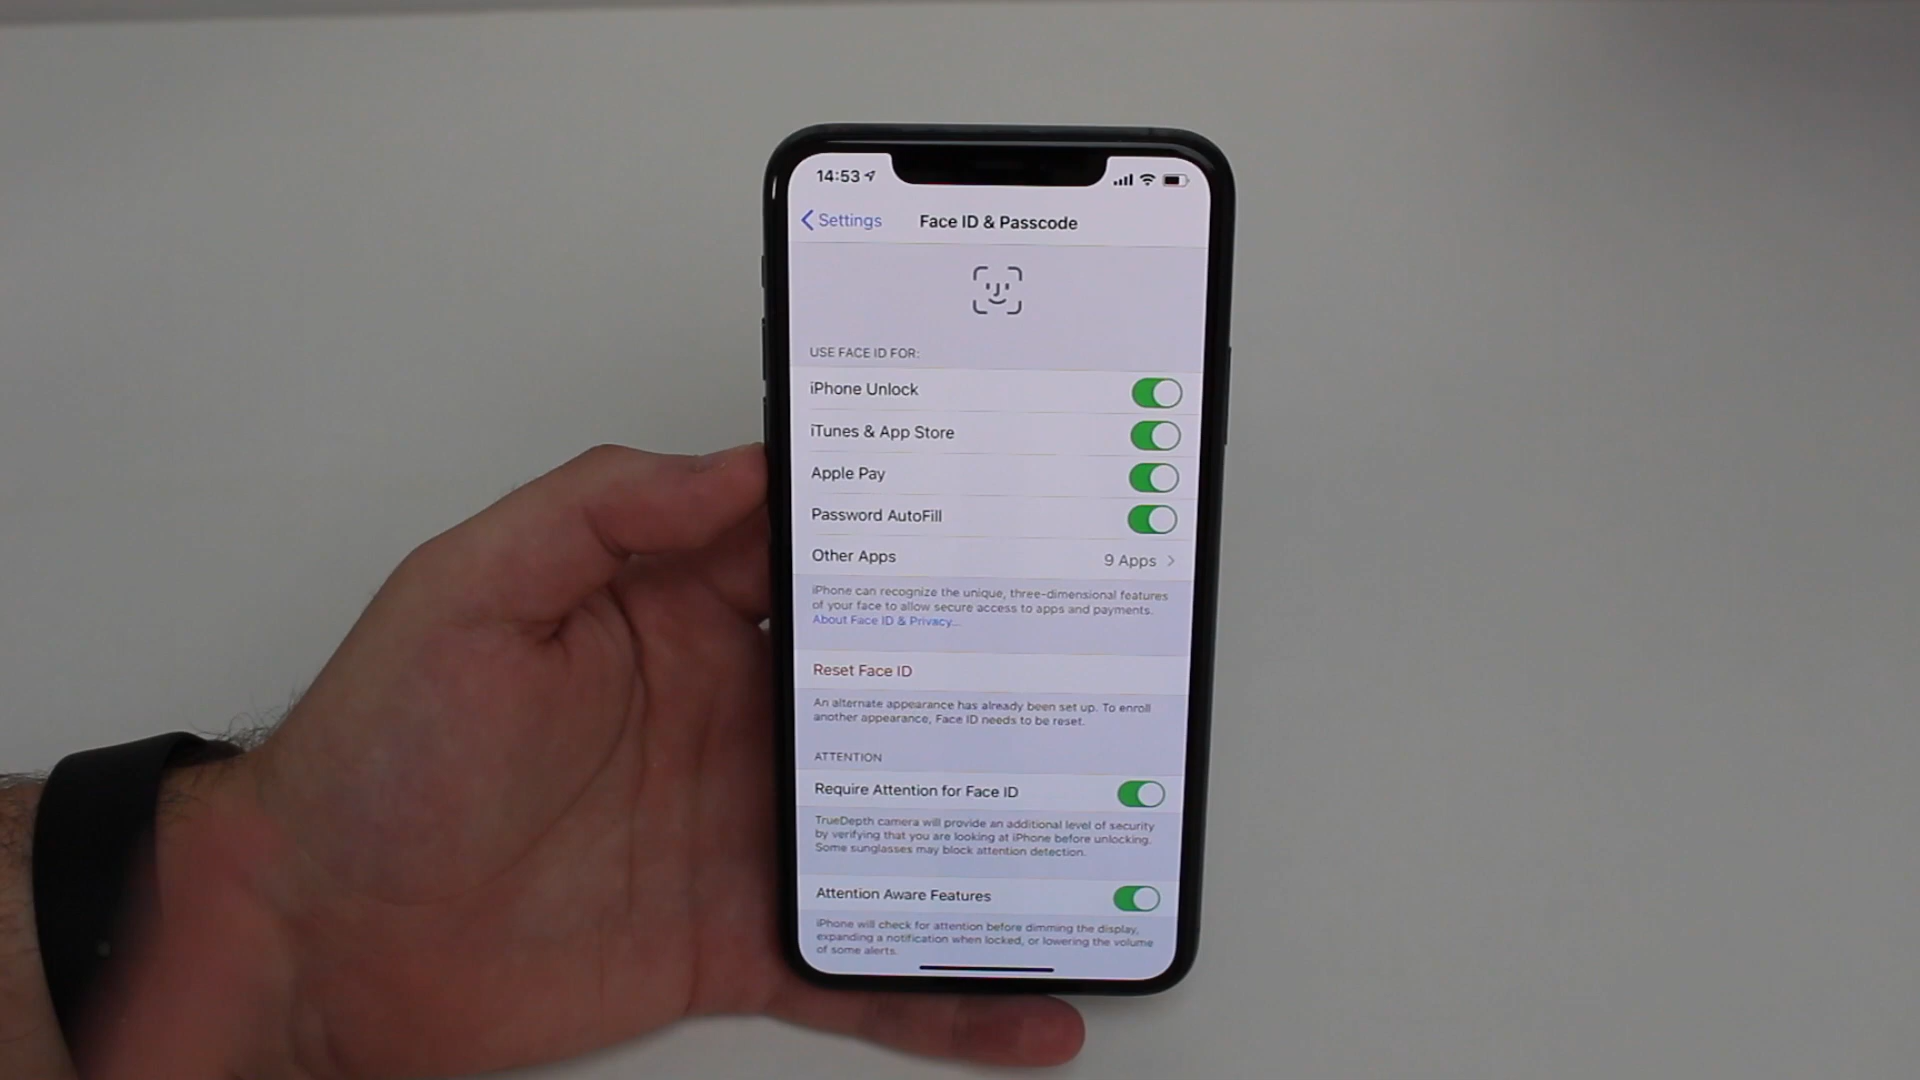 14:53
Settings
Face ID & Passcode
USE FACE ID FOR:
iPhone Unlock
iTunes & App Store
Apple Pay
Password AutoFill
Other Apps
9 Apps
iPhone can recognize the unique, three-dimensional features
of your face to allow secure access to apps and payments.
About Face ID & Privacy...
Reset Face ID
An alternate appearance has already been set up. To enroll
another appearance, Face ID needs to be reset.
ATTENTION
Require Attention for Face ID
TrueDepth camera will provide an additional level of security
by verifying that you are looking at iPhone before unlocking.
Some sunglasses may block attention detection.
Attention Aware Features
iPhone will check for attention before dimming the display,
expanding a notification when locked, or lowering the volume
of some alerts.